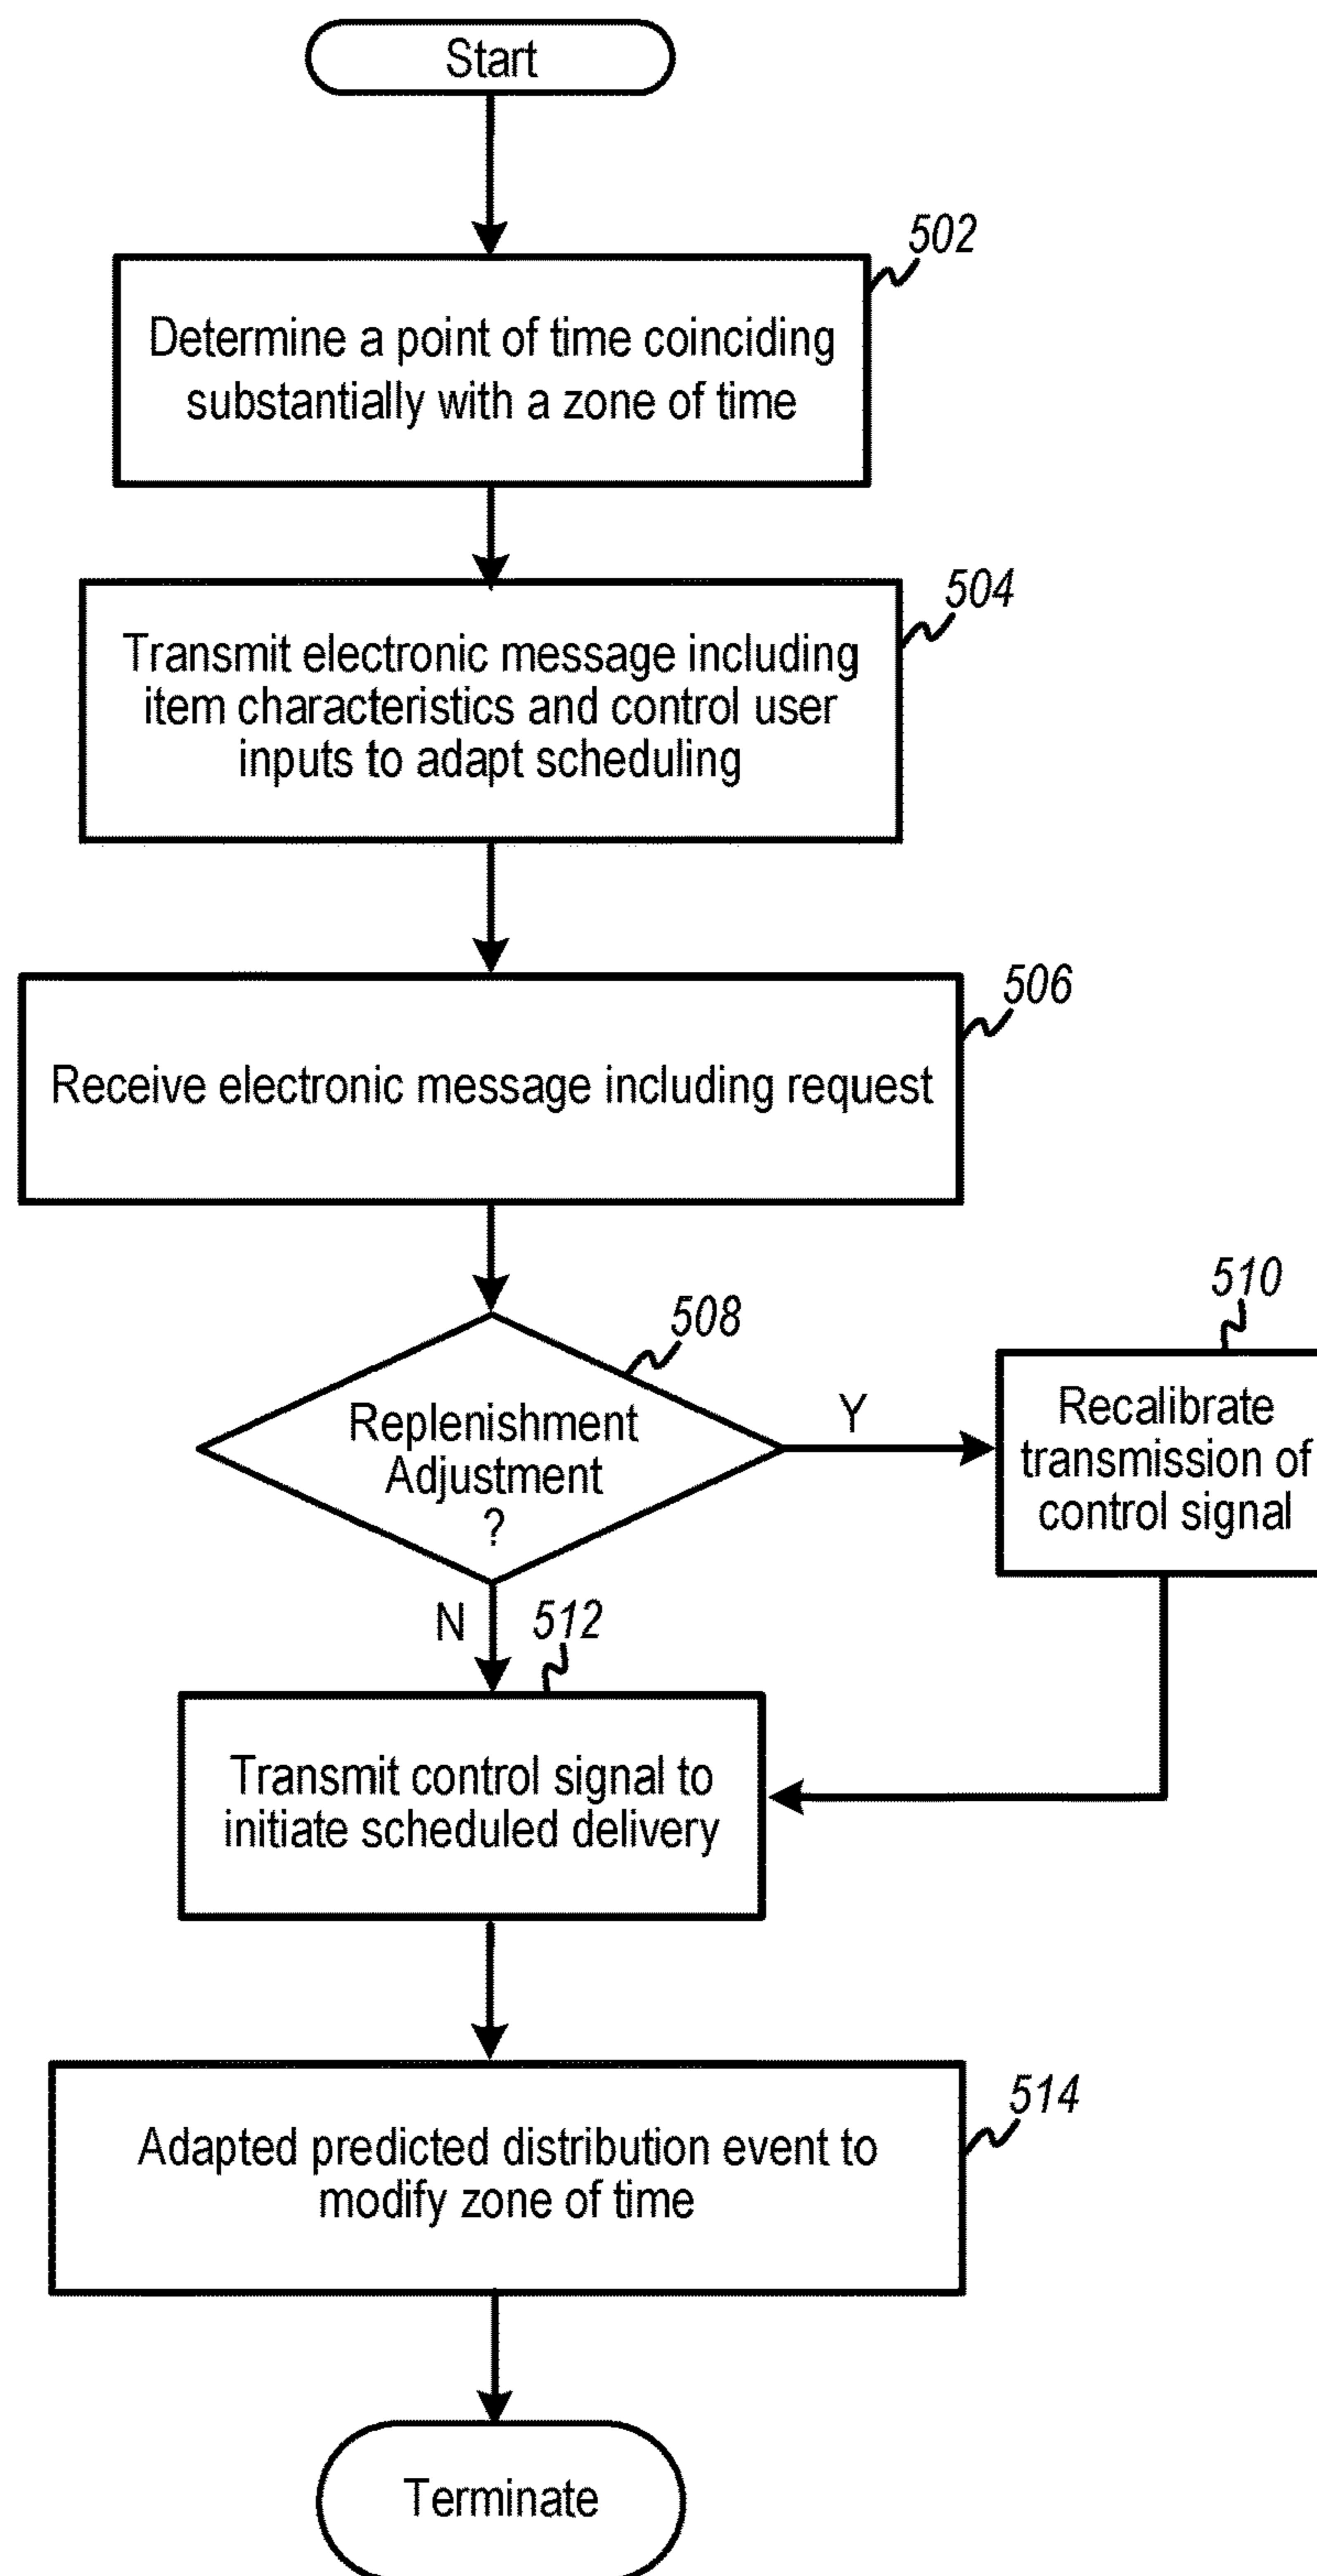 Start
502
Determine a point of time coinciding
substantially with a zone of time
504
Transmit electronic message including
item characteristics and control user
inputs to adapt scheduling
506
Receive electronic message including request
508
Replenishment
Adjustment
?
Y
510
Recalibrate
transmission of
control signal
N
512
Transmit control signal to
initiate scheduled delivery
514
Adapted predicted distribution event to
modify zone of time
Terminate